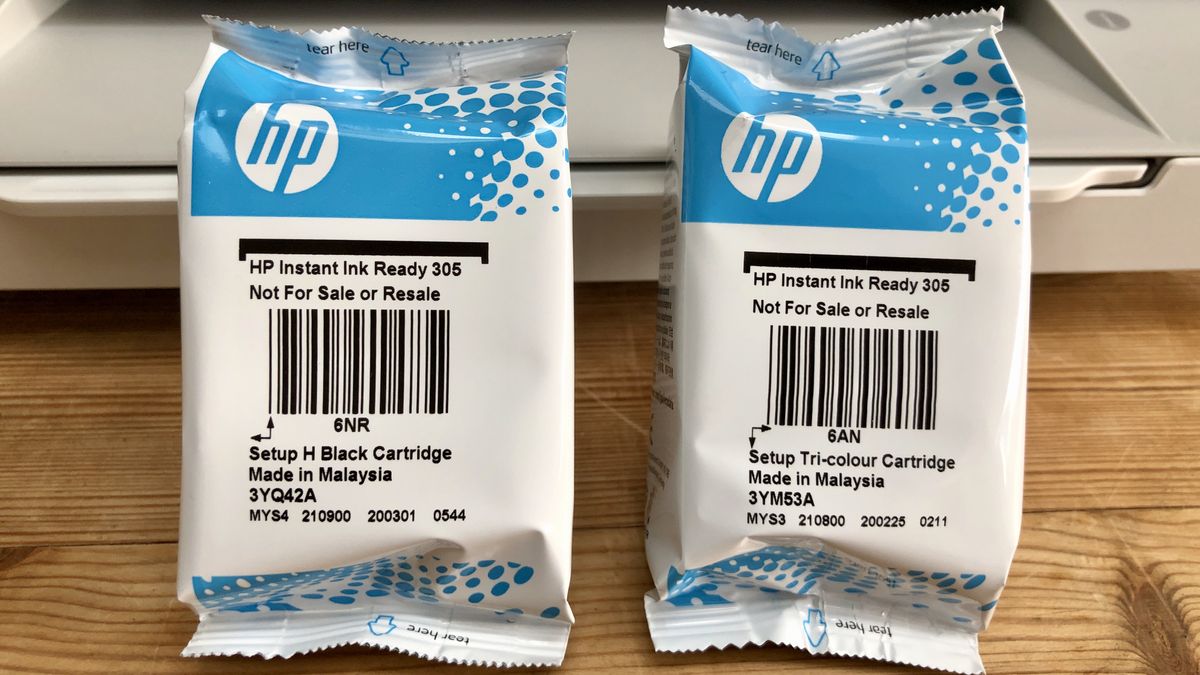 tear here
hp
HP Instant Ink Ready 305
Not For Sale or Resale
6NR
Setup H Black Cartridge
Made in Malaysia
3YQ42A
MYS4 210900 200301 0544
tear here
tear here
hp
HP Instant Ink Ready 305
Not For Sale or Resale
6AN
Setup Tri-colour Cartridge
Made in Malaysia
3YM53A
MYS3 210800 200225 0211
tear here